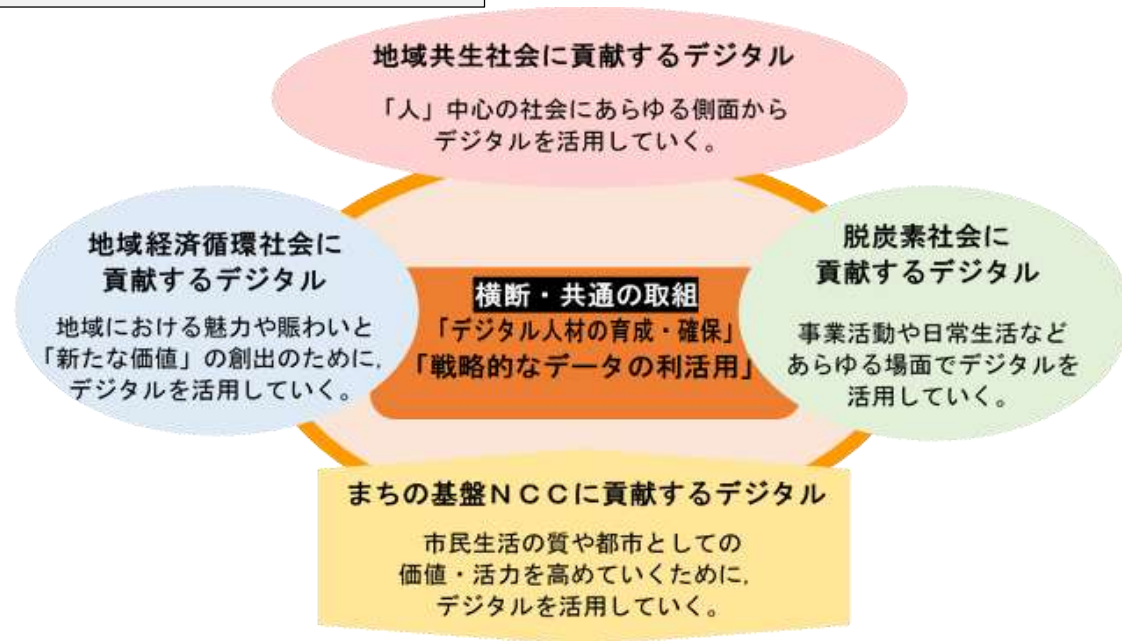 地域共生社会に貢献するデジタル
「人」中心の社会にあらゆる側面から
デジタルを活用していく。
地域経済循環社会に
貢献するデジタル
地域における魅力や賑わいと
「新たな価値」の創出のために,
デジタルを活用していく。
横断・共通の取組
「デジタル人材の育成・確保」
「戦略的なデータの利活用」
脱炭素社会に
貢献するデジタル
事業活動や日常生活など
あらゆる場面でデジタルを
活用していく。
まちの基盤NCCに貢献するデジタル
市民生活の質や都市としての
価値・活力を高めていくために,
デジタルを活用していく。